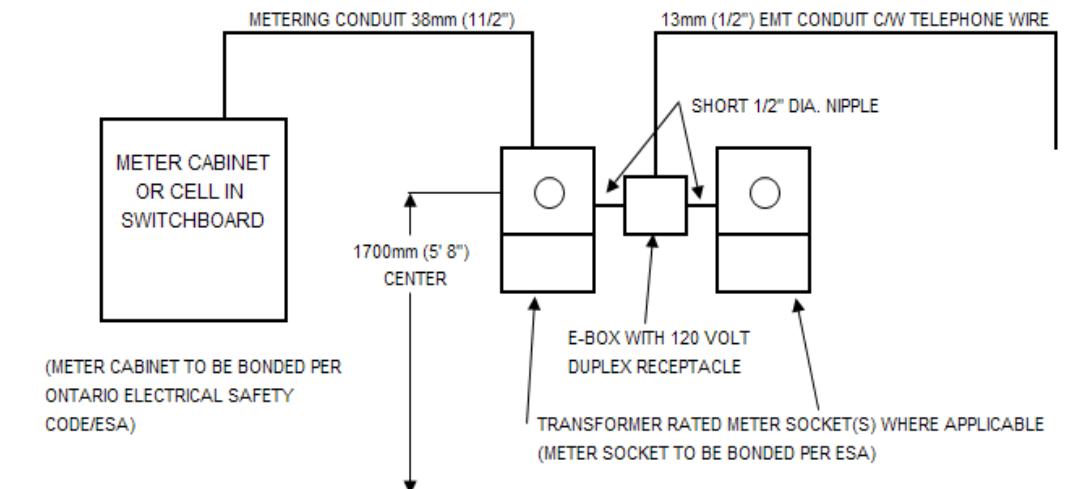 METERING CONDUIT 38mm (11/2")
13mm (1/2") EMT CONDUIT C/W TELEPHONE WIRE
SHORT 1/2" DIA. NIPPLE
METER CABINET
OR CELL IN
SWITCHBOARD
1700mm (5' 8")
CENTER
E-BOX WITH 120 VOLT
DUPLEX RECEPTACLE
(METER CABINET TO BE BONDED PER
ONTARIO ELECTRICAL SAFETY
CODE/ESA)
TRANSFORMER RATED METER SOCKET(S) WHERE APPLICABLE
(METER SOCKET TO BE BONDED PER ESA)